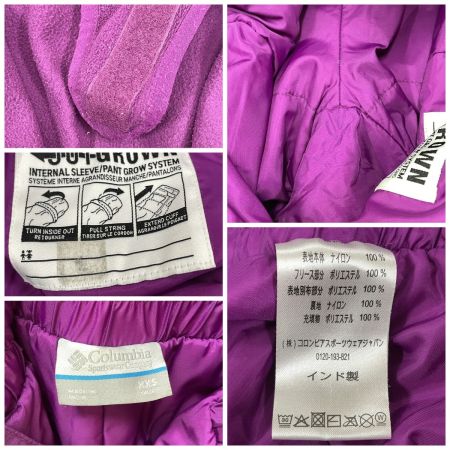 OUTGROWN
INTERNAL SLEEVE/PANT GROW SYSTEM
SYSTÈME INTERNE AGRANDISSEUR MANCHE/PANTALONS
TURN INSIDE OUT
RETOURNER
PULL STRING
TIRER SUR LE CORDON
EXTEND CUFF
AGRANDIR LE POIGNET
Columbia
Sportswear Company
XXS
表地本体 ナイロン 100 %
フリース部分 ポリエステル 100 %
表地別布部分 ポリエステル 100 %
裏地 ナイロン 100 %
充填物 ポリエステル 100 %
(株)コロンビアスポーツウェアジャパン
0120-193-821
インド製